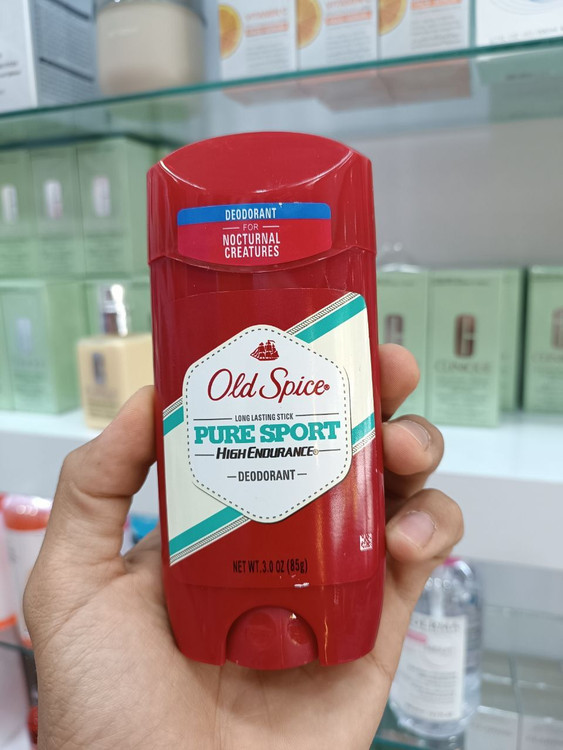 DEODORANT
FOR
NOCTURNAL
CREATURES
Old Spice®
LONG LASTING STICK
PURE SPORT
HIGH ENDURANCE®
DEODORANT
NET WT. 3.0 OZ (85g)
CLINIQUE